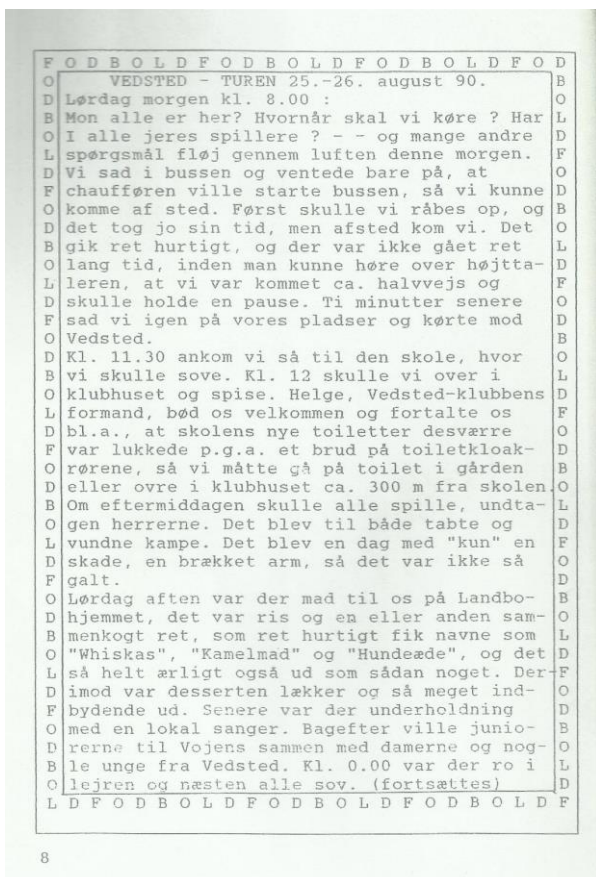 F O D B O L D F O D B O L D F O D B O L D F O D
O VEDSTED - TUREN 25.-26. august 90. B
D Lørdag morgen kl. 8.00 : O
B Mon alle er her? Hvornår skal vi køre ? Har L
O I alle jeres spillere ? - - og mange andre D
L spørgsmål fløj gennem luften denne morgen. F
D Vi sad i bussen og ventede bare på, at O
F chaufføren ville starte bussen, så vi kunne D
O komme af sted. Først skulle vi råbes op, og B
D det tog jo sin tid, men afsted kom vi. Det O
B gik ret hurtigt, og der var ikke gået ret L
O lang tid, inden man kunne høre over højtta- D
L leren, at vi var kommet ca. halvvejs og F
D skulle holde en pause. Ti minutter senere O
F sad vi igen på vores pladser og kørte mod D
O Vedsted. B
D Kl. 11.30 ankom vi så til den skole, hvor O
B vi skulle sove. Kl. 12 skulle vi over i L
O klubhuset og spise. Helge, Vedsted-klubbens D
L formand, bød os velkommen og fortalte os F
D bl.a., at skolens nye toiletter desværre O
F var lukkede p.g.a. et brud på toiletkloak- D
O rørene, så vi måtte gå på toilet i gården B
D eller ovre i klubhuset ca. 300 m fra skolen. O
B Om eftermiddagen skulle alle spille, undta- L
O gen herrerne. Det blev til både tabte og D
L vundne kampe. Det blev en dag med "kun" en F
D skade, en brækket arm, så det var ikke så O
F galt. D
O Lørdag aften var der mad til os på Landbo- B
D hjemmet, det var ris og en eller anden sam- O
B menkogt ret, som ret hurtigt fik navne som L
O "Whiskas", "Kamelmad" og "Hundeæde", og det D
L så helt ærligt også ud som sådan noget. Der- F
D imod var desserten lækker og så meget ind- O
F bydende ud. Senere var der underholdning D
O med en lokal sanger. Bagefter ville junio- B
D rerne til Vojens sammen med damerne og nog- O
B le unge fra Vedsted. Kl. 0.00 var der ro i L
O lejren og næsten alle sov. (fortsættes) D
L D F O D B O L D F O D B O L D F O D B O L D F
8